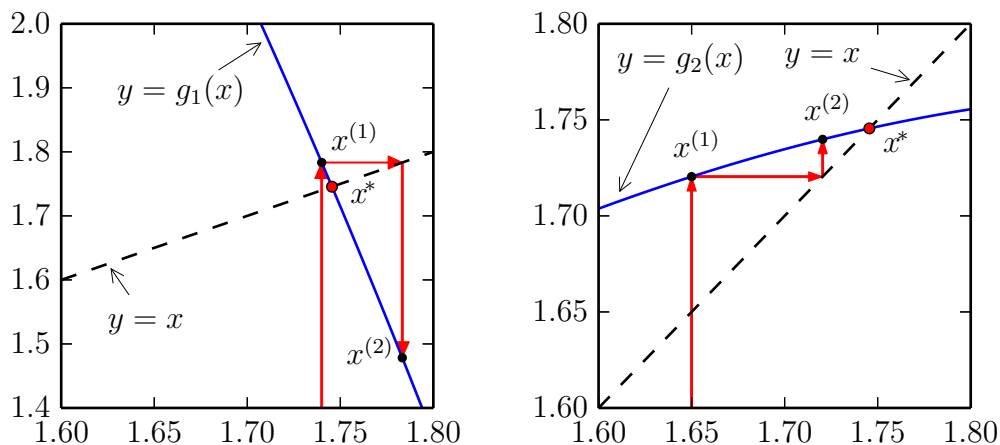 2.0
1.9
1.8
1.7
1.6
1.5
1.4
1.60 1.65 1.70 1.75 1.80
y = g₁(x)
x⁽¹⁾
x*
y = x
x⁽²⁾
1.80
1.75
1.70
1.65
1.60
1.60 1.65 1.70 1.75 1.80
y = g₂(x)
y = x
x⁽²⁾
x⁽¹⁾
x*